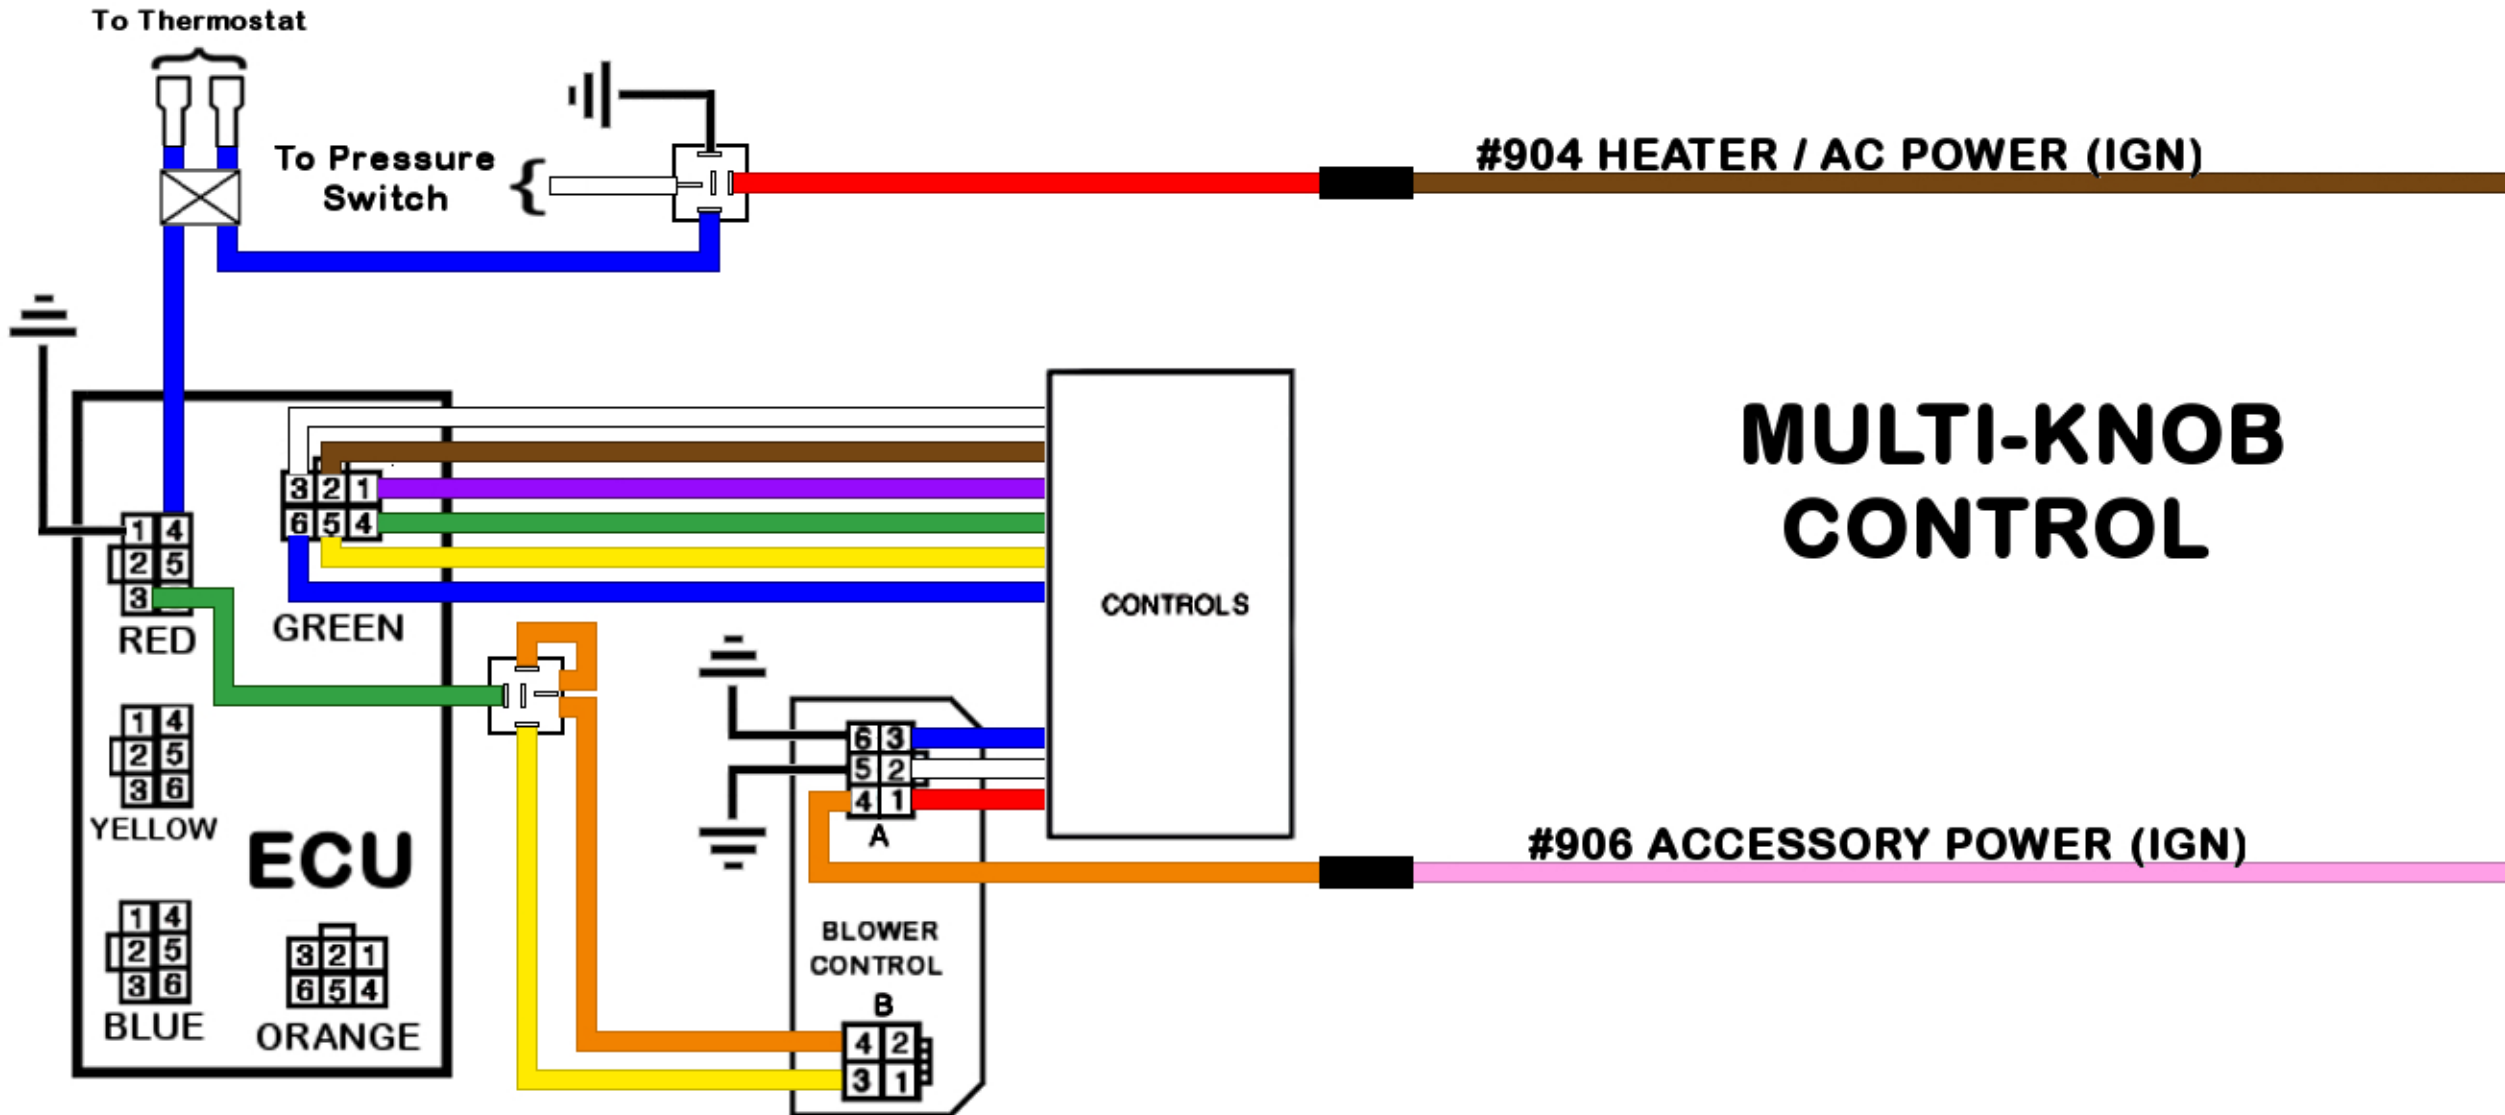 To Thermostat
To Pressure
Switch
#904 HEATER / AC POWER (IGN)
MULTI-KNOB
CONTROL
CONTROLS
3 2 1
6 5 4
GREEN
1 4
2 5
3
RED
1 4
2 5
3 6
YELLOW
ECU
1 4
2 5
3 6
BLUE
3 2 1
6 5 4
ORANGE
6 3
5 2
4 1
A
#906 ACCESSORY POWER (IGN)
BLOWER
CONTROL
B
4 2
3 1